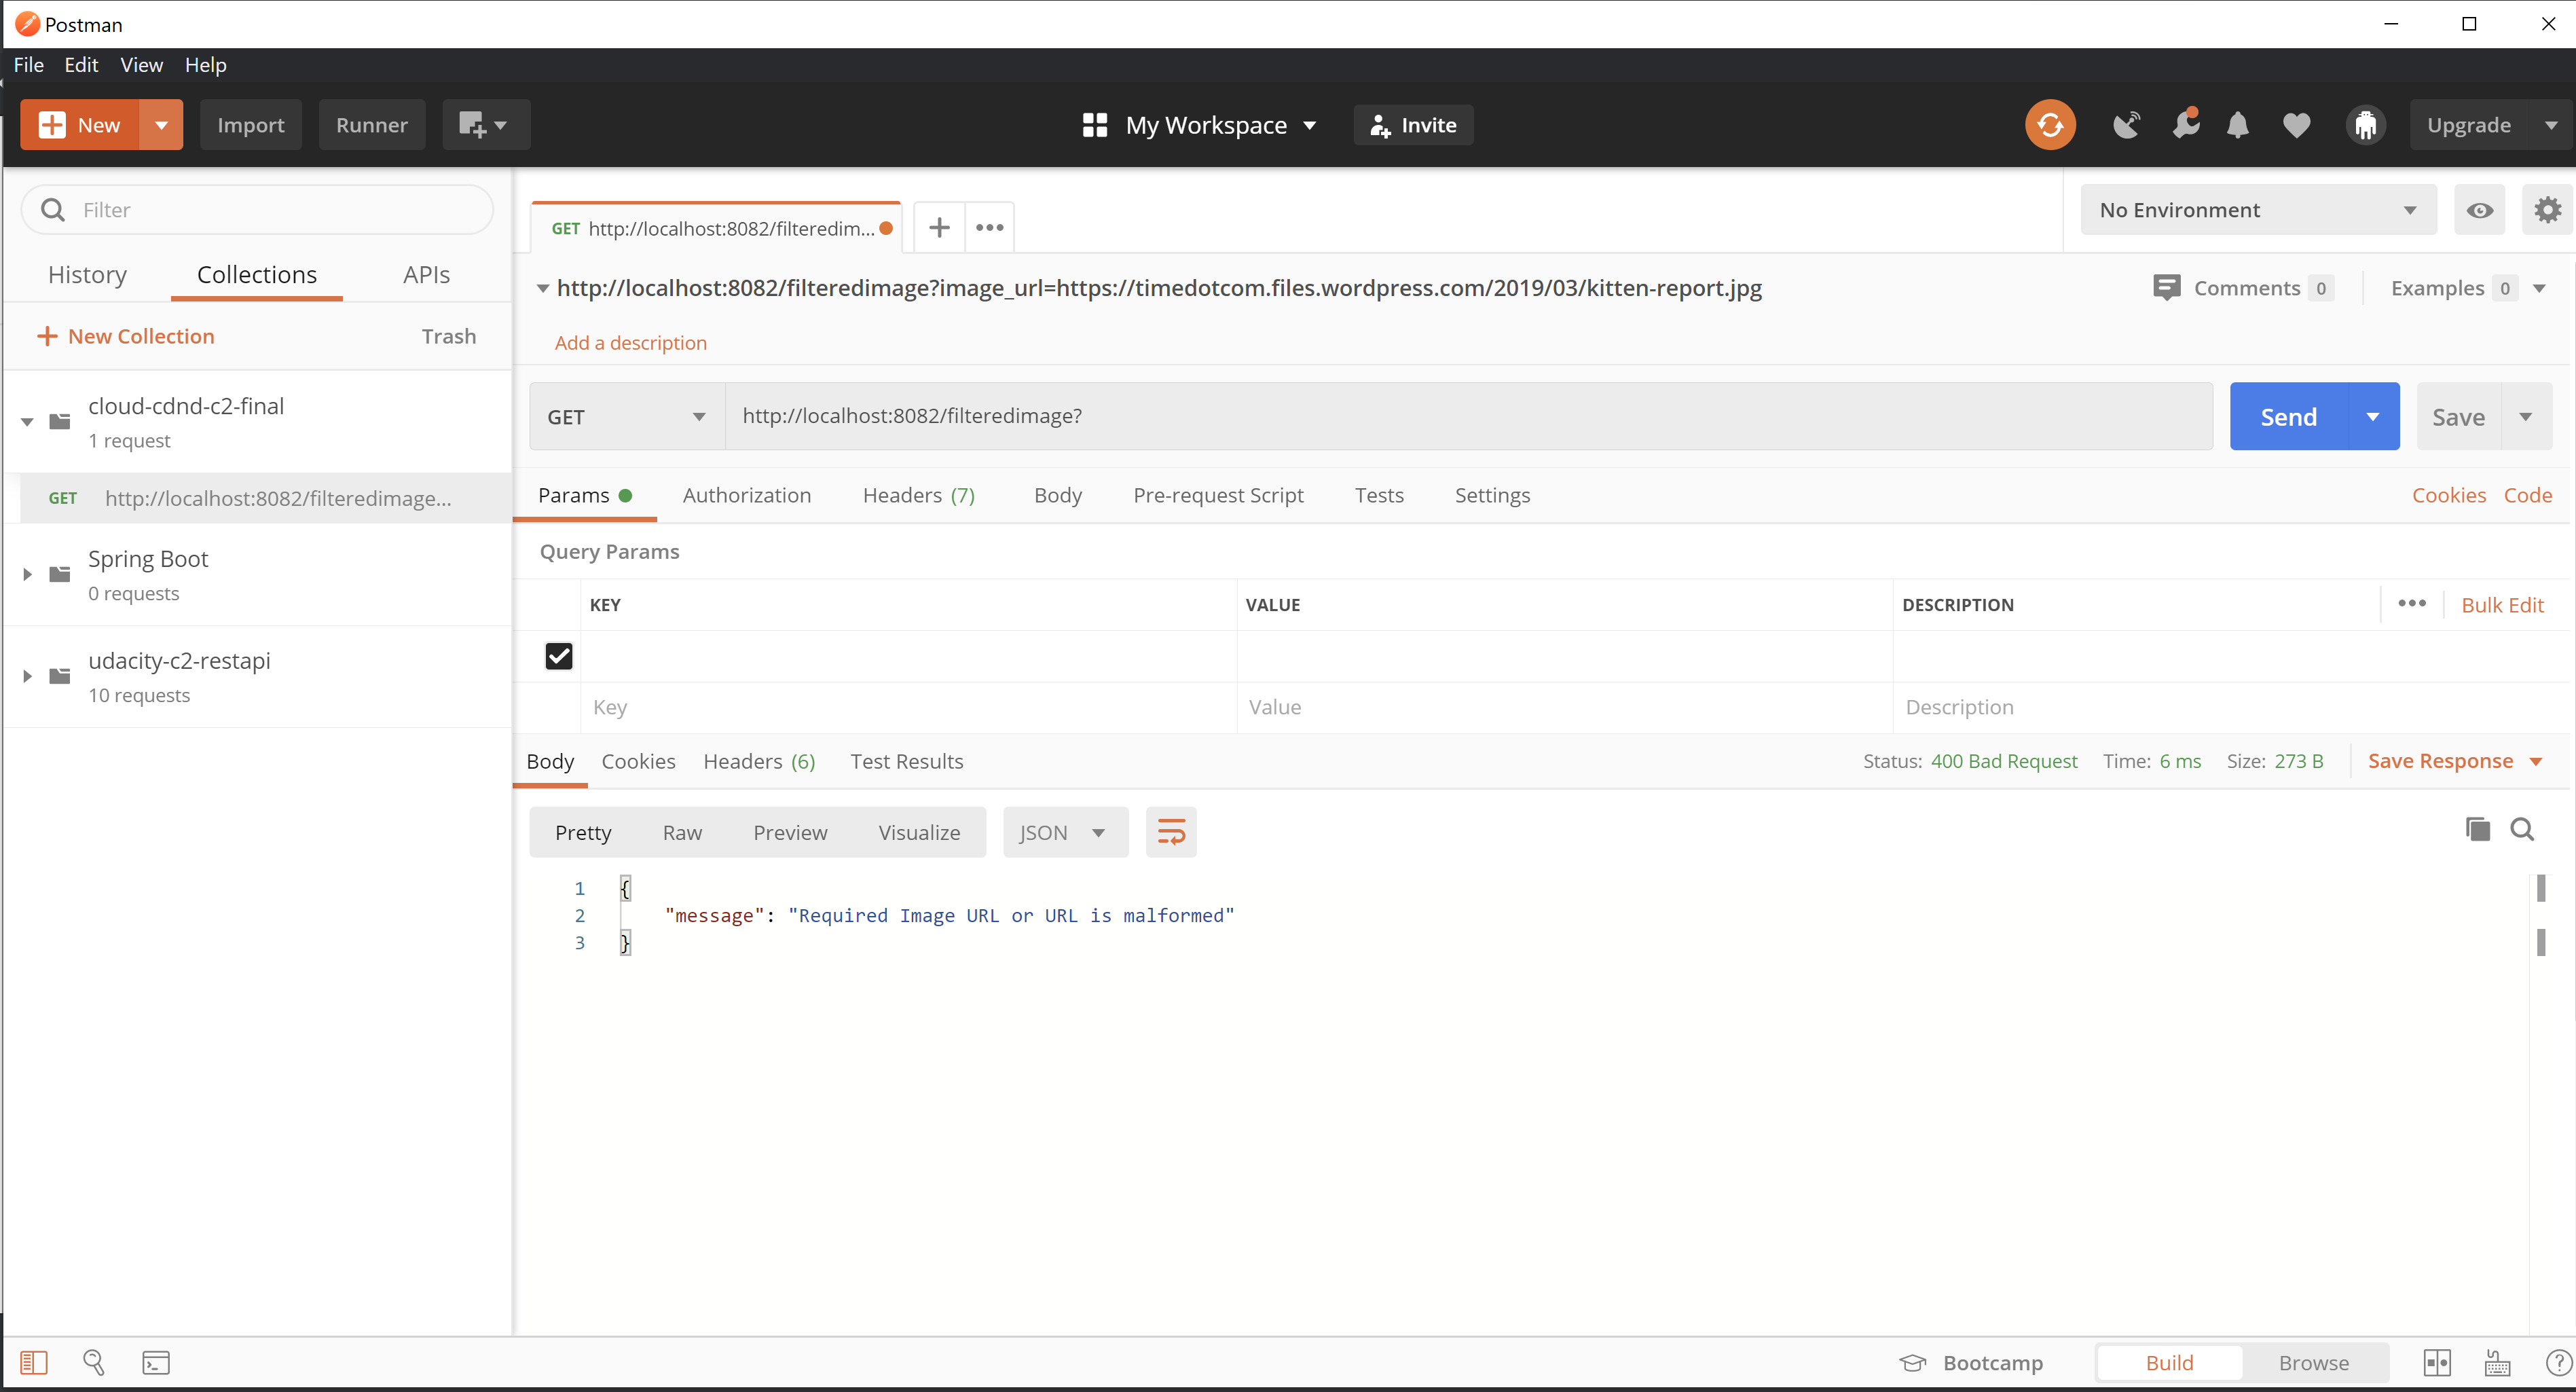 Postman
File Edit View Help
New Import Runner My Workspace Invite Upgrade
Filter
History Collections APIs
New Collection Trash
cloud-cdnd-c2-final
1 request
GET http://localhost:8082/filteredimage...
Spring Boot
0 requests
udacity-c2-restapi
10 requests
GET http://localhost:8082/filteredim... No Environment
http://localhost:8082/filteredimage?image_url=https://timedotcom.files.wordpress.com/2019/03/kitten-report.jpg Comments 0 Examples 0
Add a description
GET http://localhost:8082/filteredimage? Send Save
Params Authorization Headers (7) Body Pre-request Script Tests Settings Cookies Code
Query Params
KEY VALUE DESCRIPTION Bulk Edit
Key Value Description
Body Cookies Headers (6) Test Results Status: 400 Bad Request Time: 6 ms Size: 273 B Save Response
Pretty Raw Preview Visualize JSON
1 {
2 "message": "Required Image URL or URL is malformed"
3 }
Bootcamp Build Browse